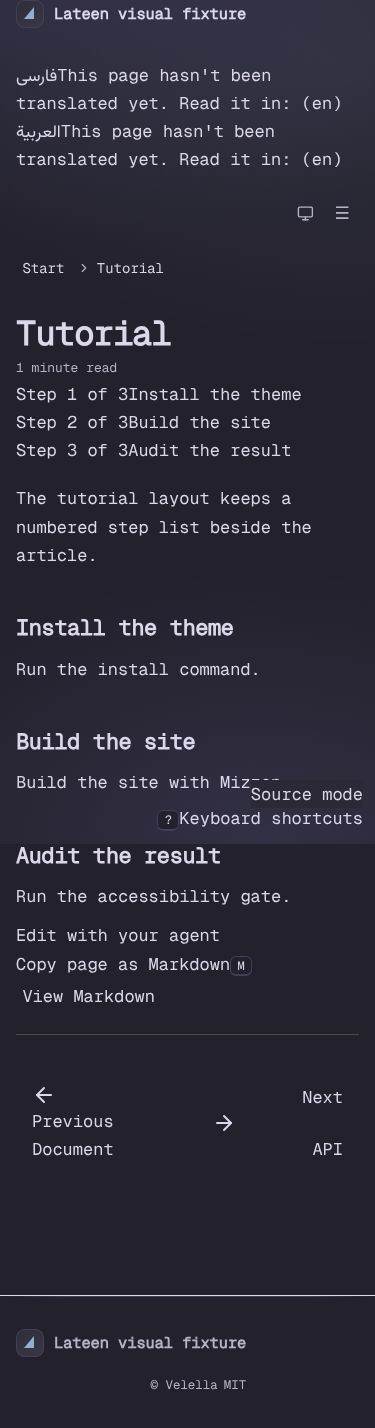 Lateen visual fixture
فارسیThis page hasn't been
translated yet. Read it in: (en)
العربيةThis page hasn't been
translated yet. Read it in: (en)
Start > Tutorial
Tutorial
1 minute read
Step 1 of 3Install the theme
Step 2 of 3Build the site
Step 3 of 3Audit the result
The tutorial layout keeps a
numbered step list beside the
article.
Install the theme
Run the install command.
Build the site
Build the site with
Source mode
? Keyboard shortcuts
Audit the result
Run the accessibility gate.
Edit with your agent
Copy page as Markdown M
View Markdown
←
Previous
Document
→
Next
API
Lateen visual fixture
© Velella MIT